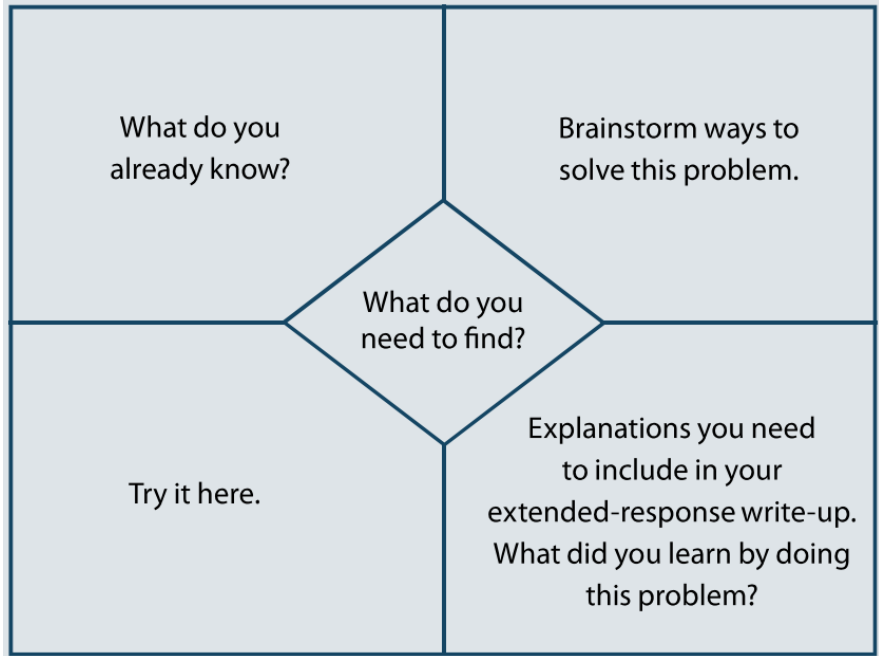 What do you
already know?
Brainstorm ways to
solve this problem.
What do you
need to find?
Try it here.
Explanations you need
to include in your
extended-response write-up.
What did you learn by doing
this problem?